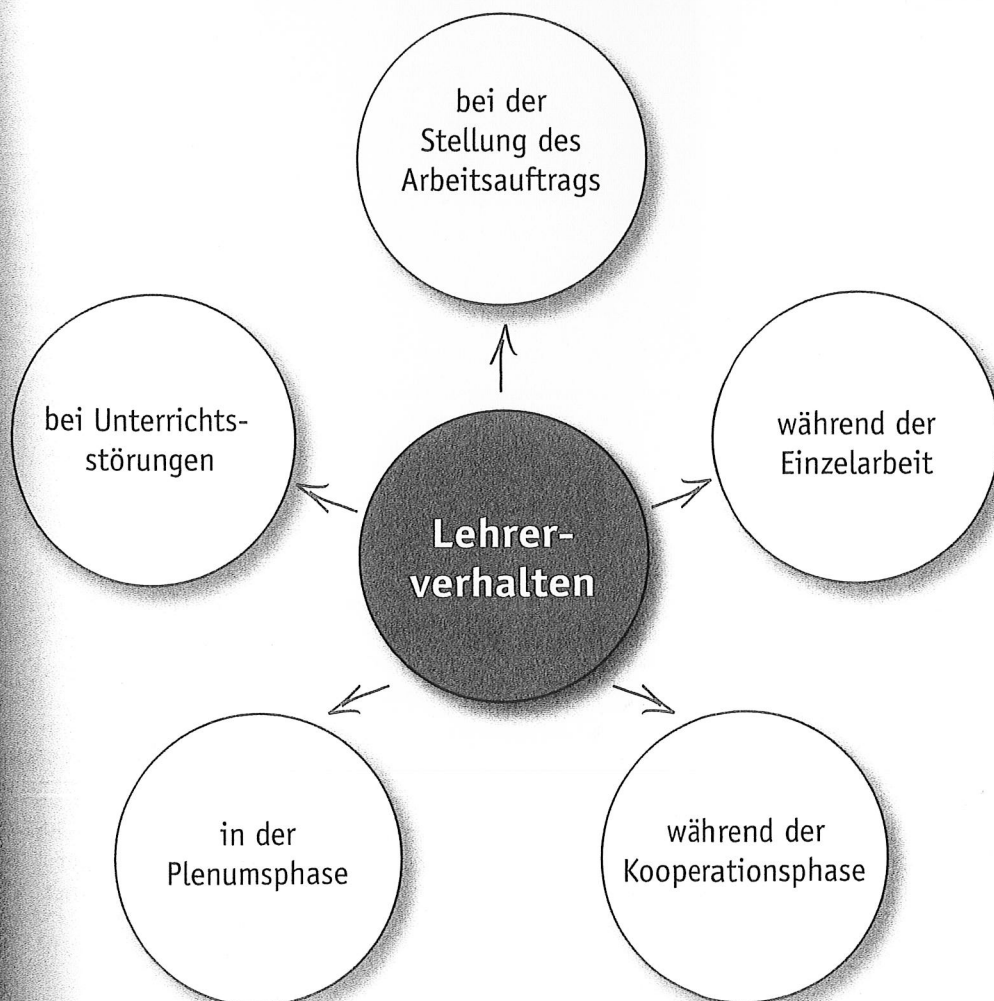 bei der
Stellung des
Arbeitsauftrags
bei Unterrichts-
störungen
während der
Einzelarbeit
Lehrer-
verhalten
in der
Plenumsphase
während der
Kooperationsphase